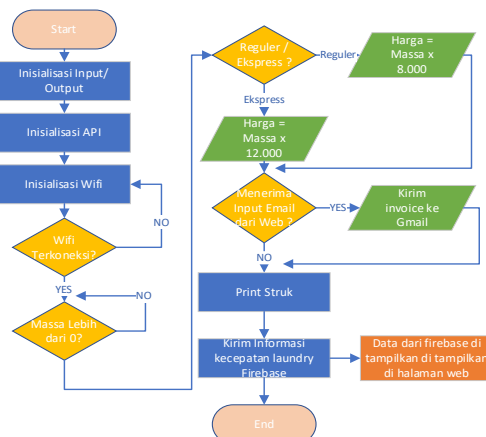 Start
Inisialisasi Input/
Output
Inisialisasi API
Inisialisasi Wifi
NO
Wifi
Terkoneksi?
YES
NO
Massa Lebih
dari 0?
Reguler /
Ekspress ?
Reguler
Harga =
Massa x
8.000
Ekspress
Harga =
Massa x
12.000
Menerima
Input Email
dari Web ?
YES
Kirim
invoice ke
Gmail
NO
Print Struk
Kirim Informasi
kecepatan laundry
Firebase
Data dari firebase di
tampilkan di tampilkan
di halaman web
End